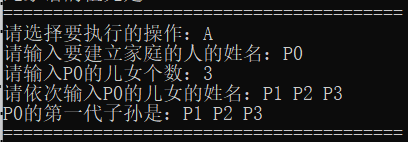 请选择要执行的操作：A
请输入要建立家庭的人的姓名：P0
请输入P0的儿女个数：3
请依次输入P0的儿女的姓名：P1 P2 P3
P0的第一代子孙是：P1 P2 P3